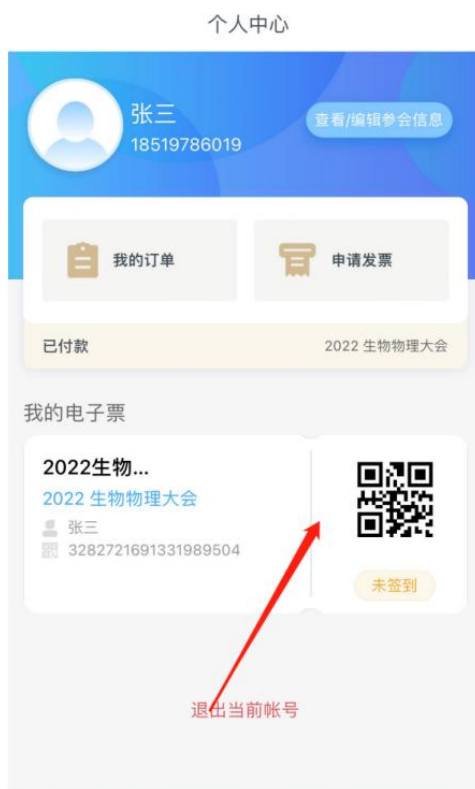 个人中心
张三
18519786019
查看/编辑参会信息
我的订单
申请发票
已付款
2022 生物物理大会
我的电子票
2022生物...
2022 生物物理大会
张三
3282721691331989504
未签到
退出当前帐号